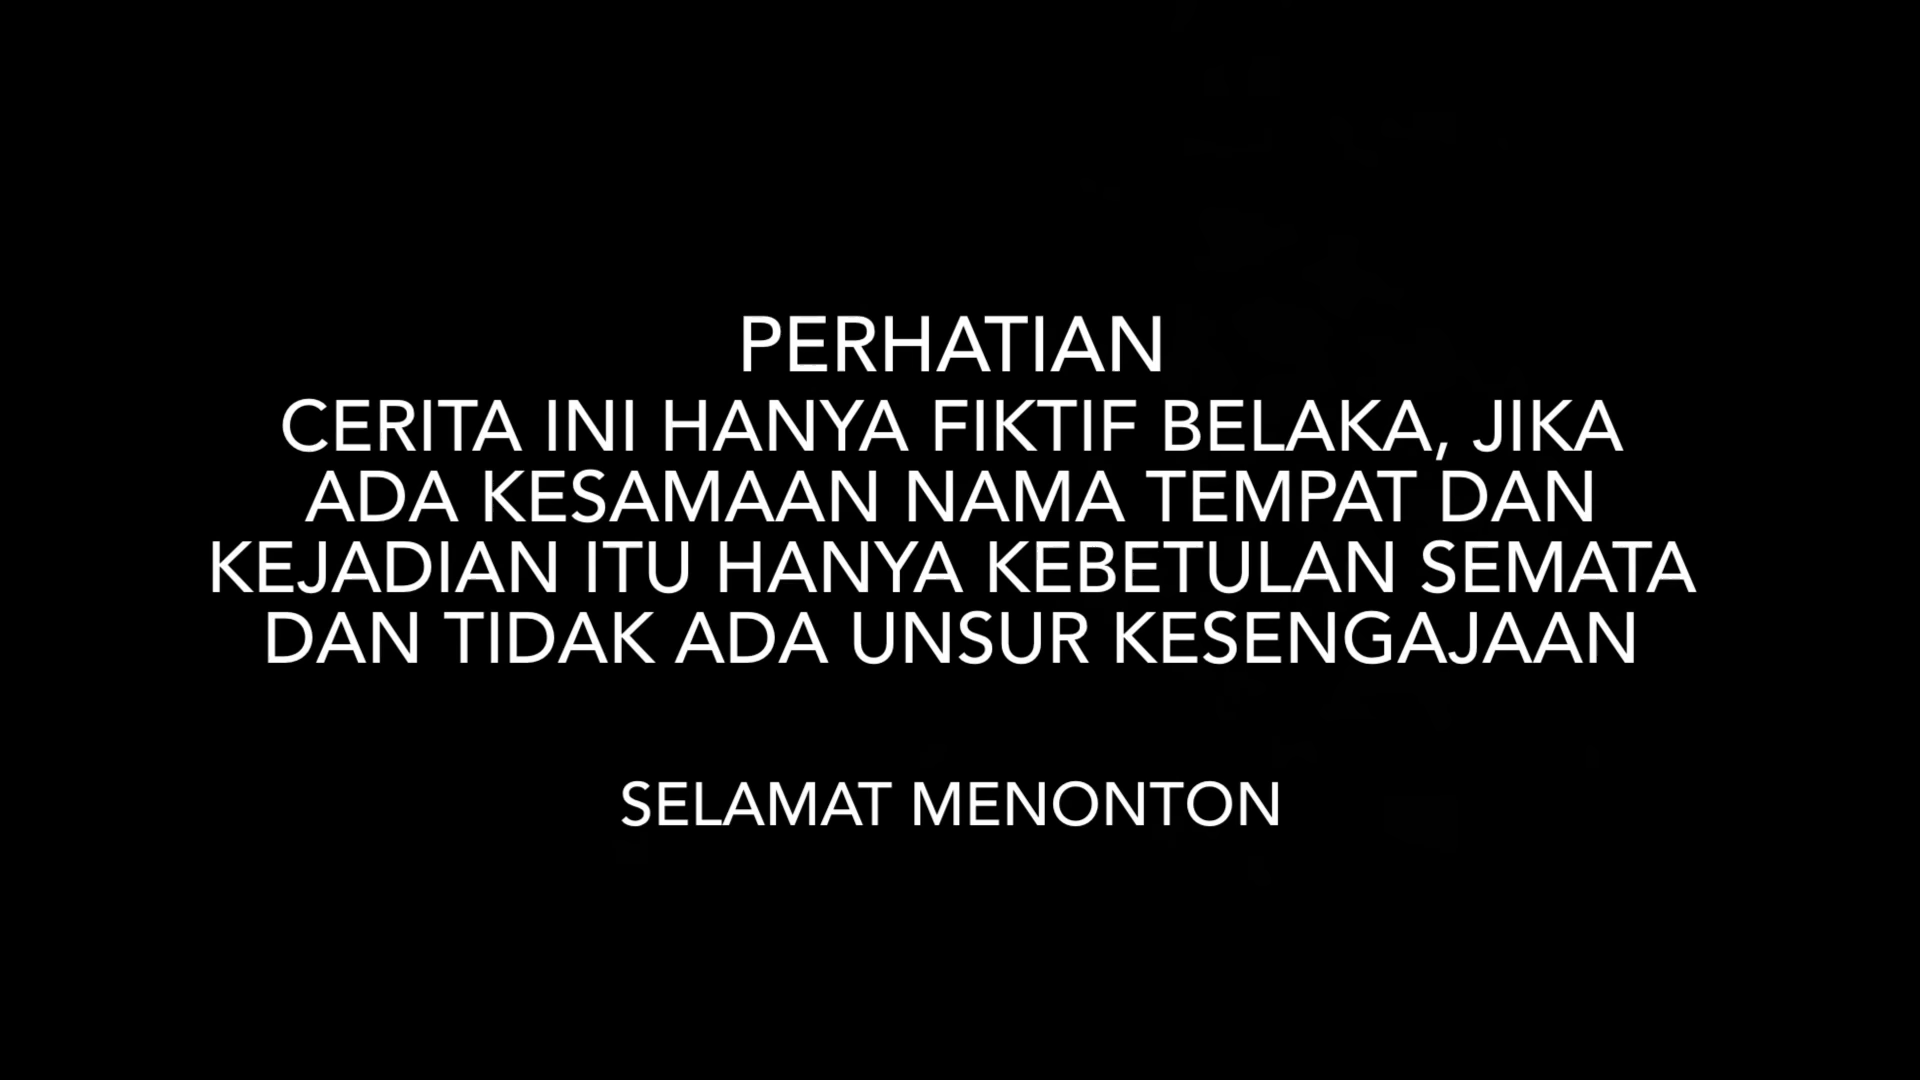 PERHATIAN
CERITA INI HANYA FIKTIF BELAKA, JIKA
ADA KESAMAAN NAMA TEMPAT DAN
KEJADIAN ITU HANYA KEBETULAN SEMATA
DAN TIDAK ADA UNSUR KESENGAJAAN
SELAMAT MENONTON